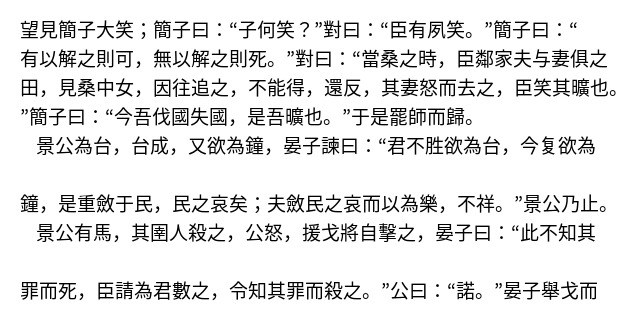 望見簡子大笑；簡子曰：“子何笑？”對曰：“臣有夙笑。”簡子曰：“
有以解之則可，無以解之則死。”對曰：“當桑之時，臣鄰家夫与妻俱之
田，見桑中女，因往追之，不能得，還反，其妻怒而去之，臣笑其曠也。
”簡子曰：“今吾伐國失國，是吾曠也。”于是罷師而歸。
景公為台，台成，又欲為鐘，晏子諫曰：“君不胜欲為台，今复欲為
鐘，是重斂于民，民之哀矣；夫斂民之哀而以為樂，不祥。”景公乃止。
景公有馬，其圉人殺之，公怒，援戈將自擊之，晏子曰：“此不知其
罪而死，臣請為君數之，令知其罪而殺之。”公曰：“諾。”晏子舉戈而